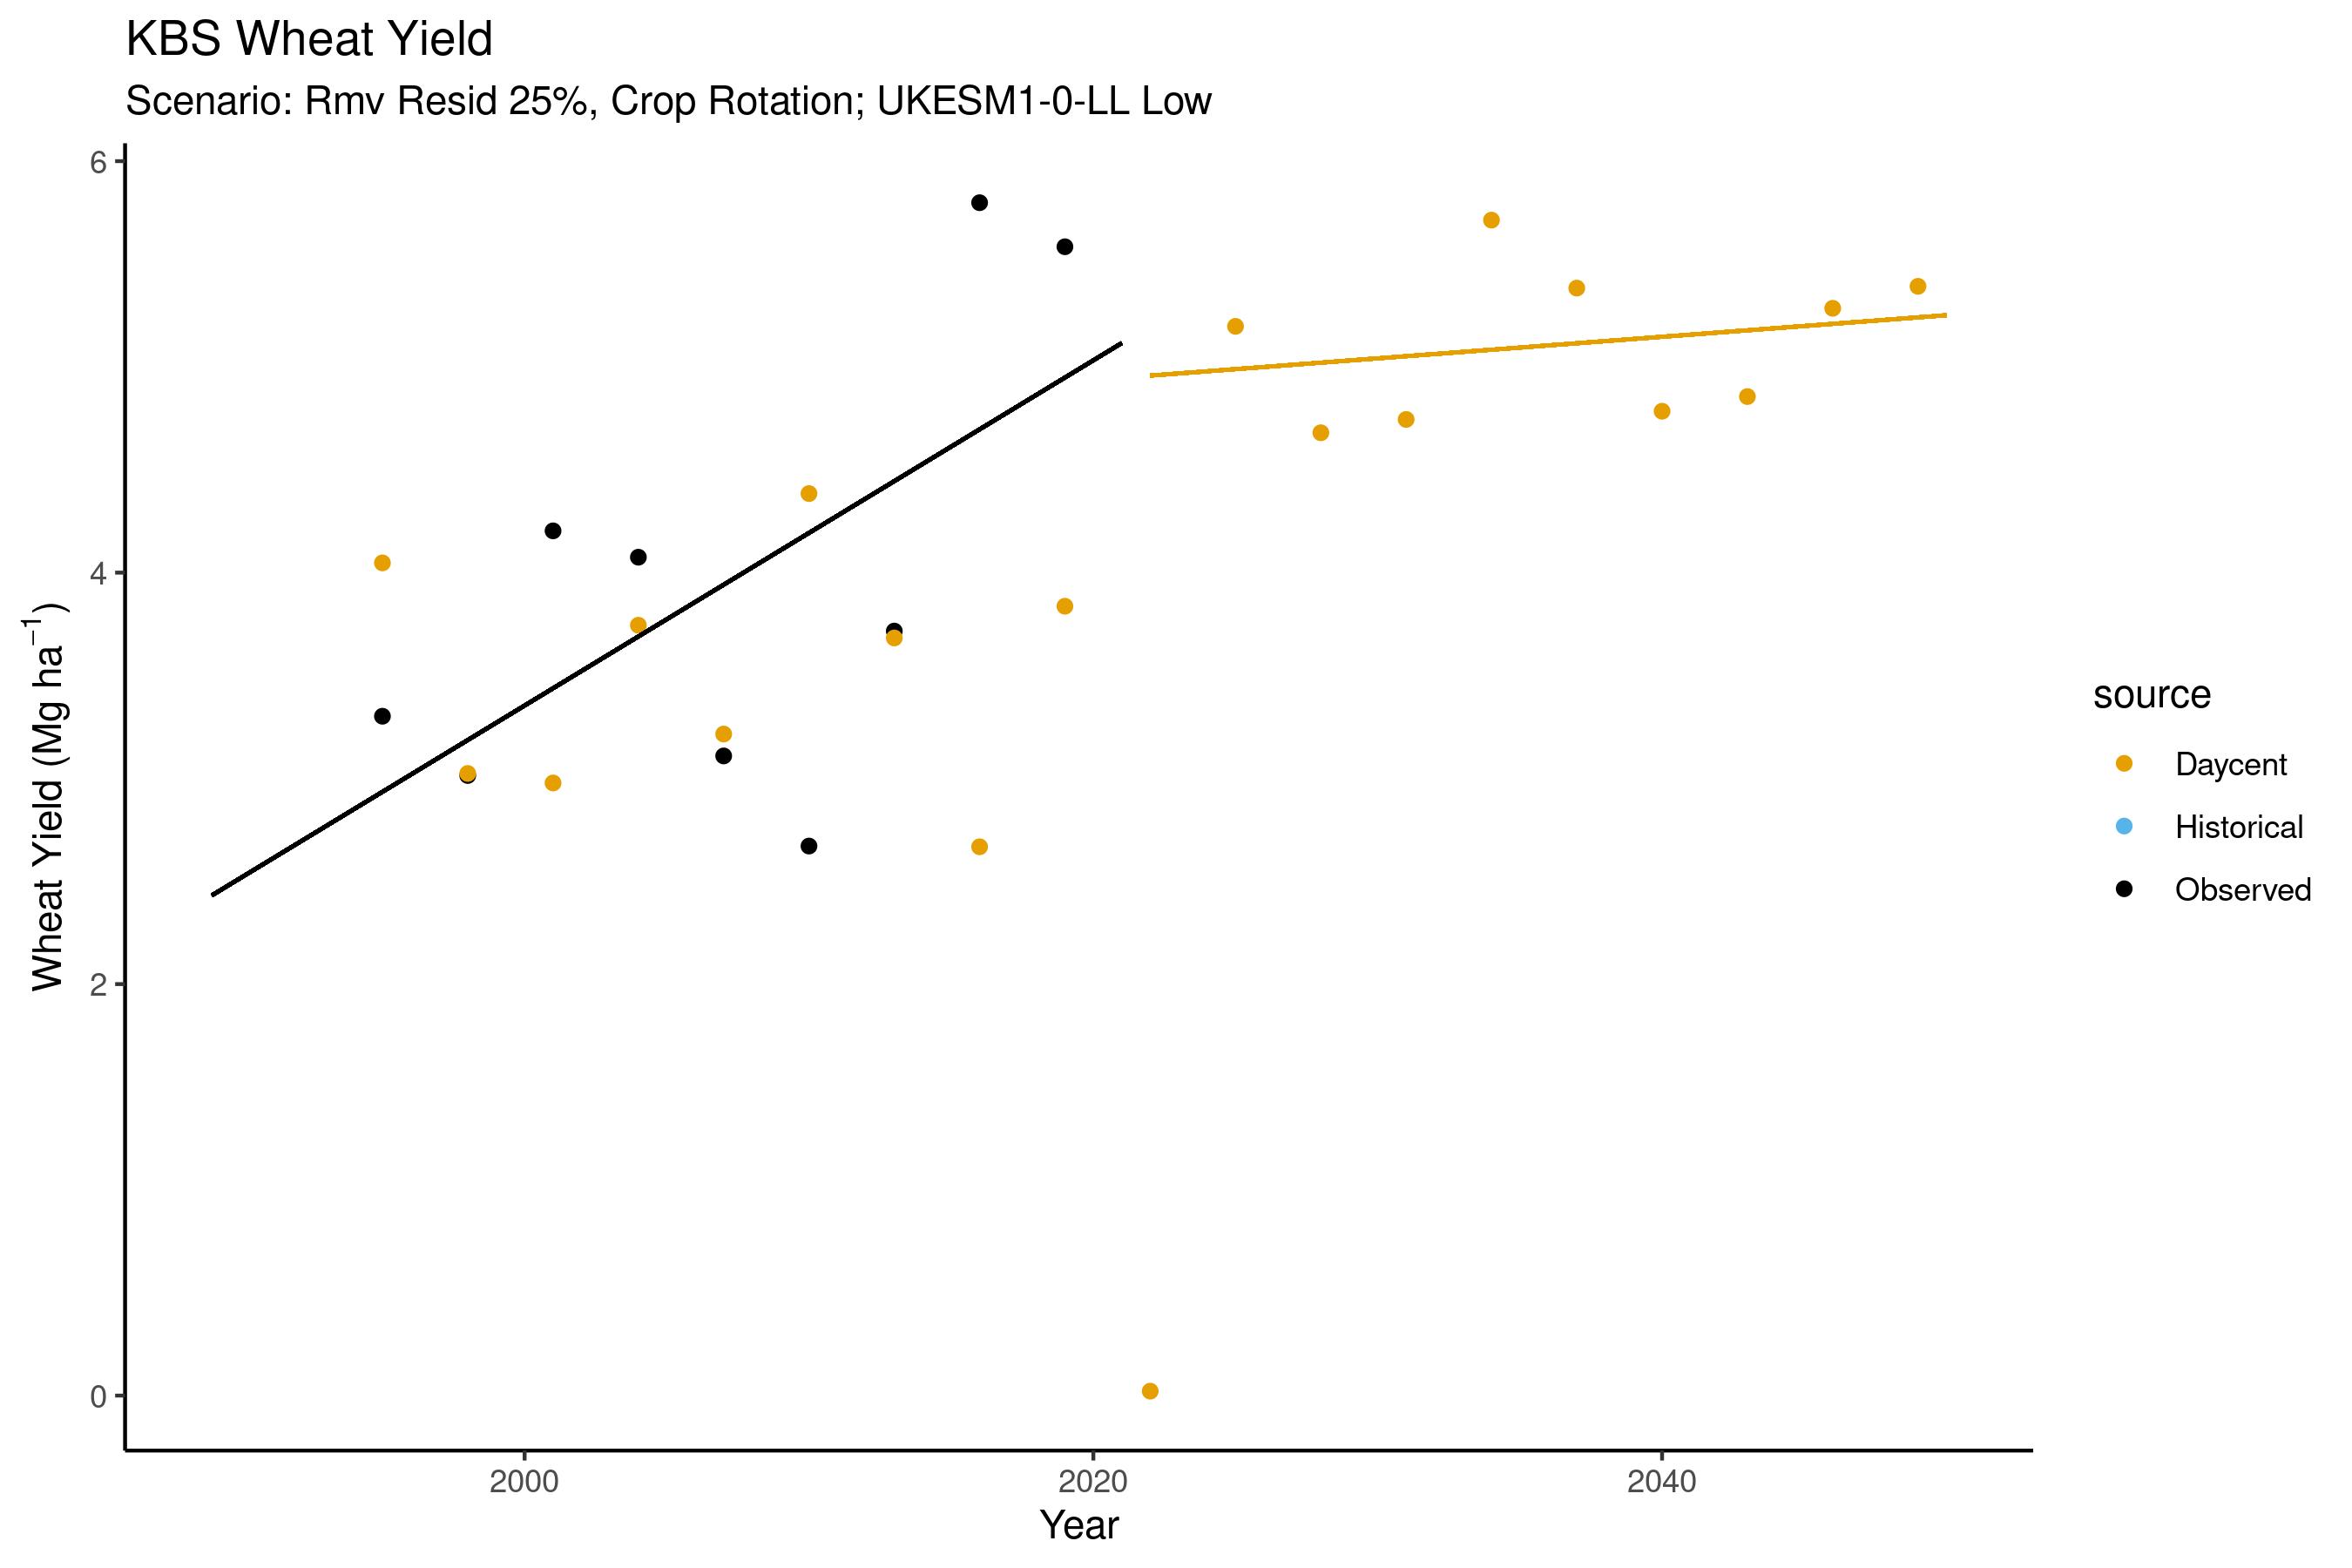 KBS Wheat Yield
Scenario: Rmv Resid 25%, Crop Rotation; UKESM1-0-LL Low
6
4
2
0
Wheat Yield (Mg ha⁻¹)
2000 2020 2040
Year
source
Daycent
Historical
Observed